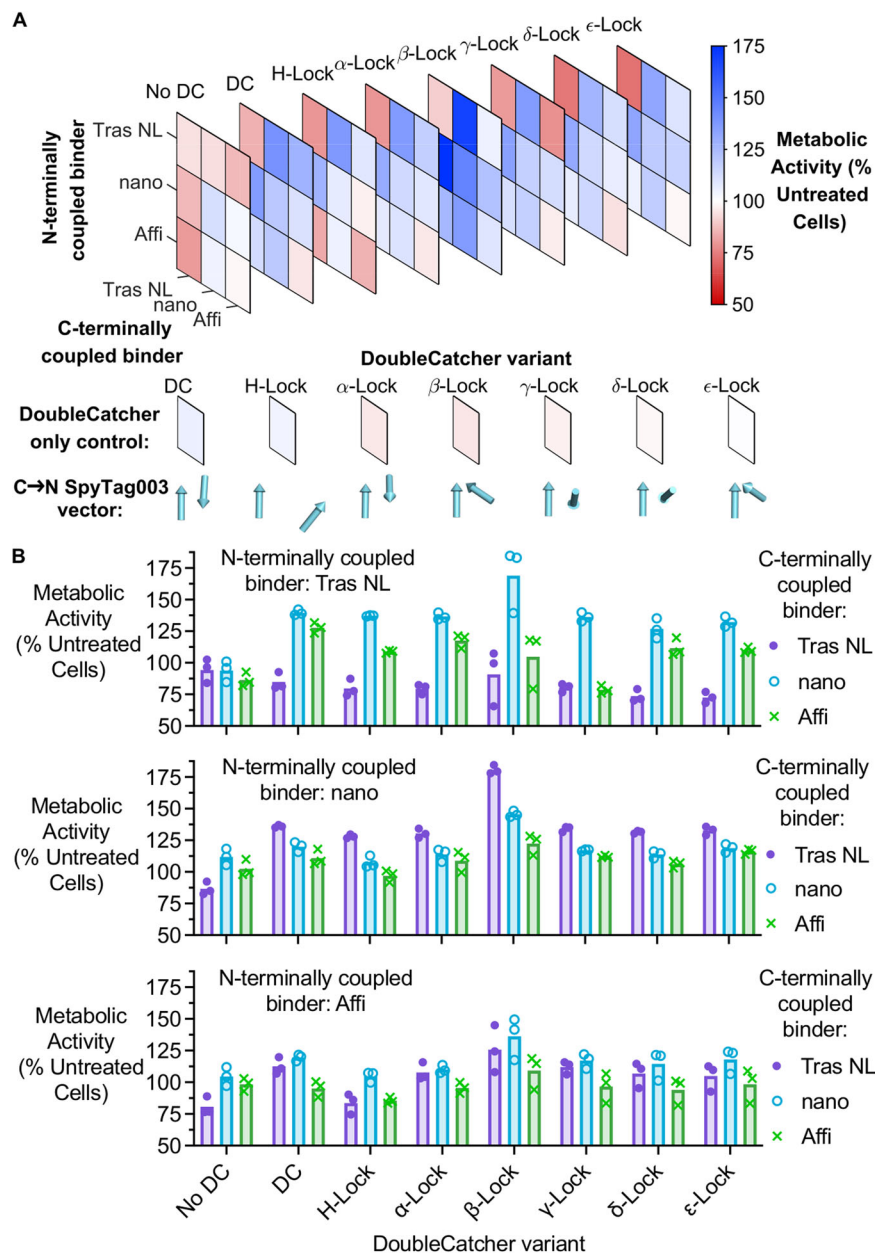 A
No DC
DC
H-Lock
α-Lock
β-Lock
γ-Lock
δ-Lock
ϵ-Lock
N-terminally
coupled binder
Tras NL
nano
Affi
Tras NL
nano
Affi
C-terminally
coupled binder
175
150
125
100
75
50
Metabolic
Activity (%
Untreated
Cells)
DoubleCatcher variant
DC
H-Lock
α-Lock
β-Lock
γ-Lock
δ-Lock
ϵ-Lock
DoubleCatcher
only control:
C→N SpyTag003
vector:
B
N-terminally coupled
binder: Tras NL
Metabolic
Activity
(% Untreated
Cells)
175
150
125
100
75
50
C-terminally
coupled
binder:
Tras NL
nano
Affi
N-terminally coupled
binder: nano
Metabolic
Activity
(% Untreated
Cells)
175
150
125
100
75
50
C-terminally
coupled
binder:
Tras NL
nano
Affi
N-terminally coupled
binder: Affi
Metabolic
Activity
(% Untreated
Cells)
175
150
125
100
75
50
C-terminally
coupled
binder:
Tras NL
nano
Affi
No DC
DC
H-Lock
α-Lock
β-Lock
γ-Lock
δ-Lock
ε-Lock
DoubleCatcher variant